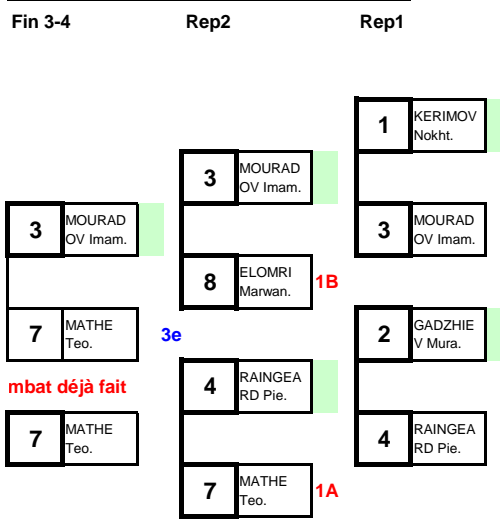 Fin 3-4 Rep2 Rep1
1 KERIMOV
Nokht.
3 MOURAD
OV Imam.
3 MOURAD
OV Imam.
3 MOURAD
OV Imam.
8 ELOMRI
Marwan. 1B
7 MATHE
Teo. 3e
2 GADZHIE
V Mura.
mbat déjà fait
4 RAINGEA
RD Pie.
7 MATHE
Teo.
4 RAINGEA
RD Pie.
7 MATHE
Teo. 1A